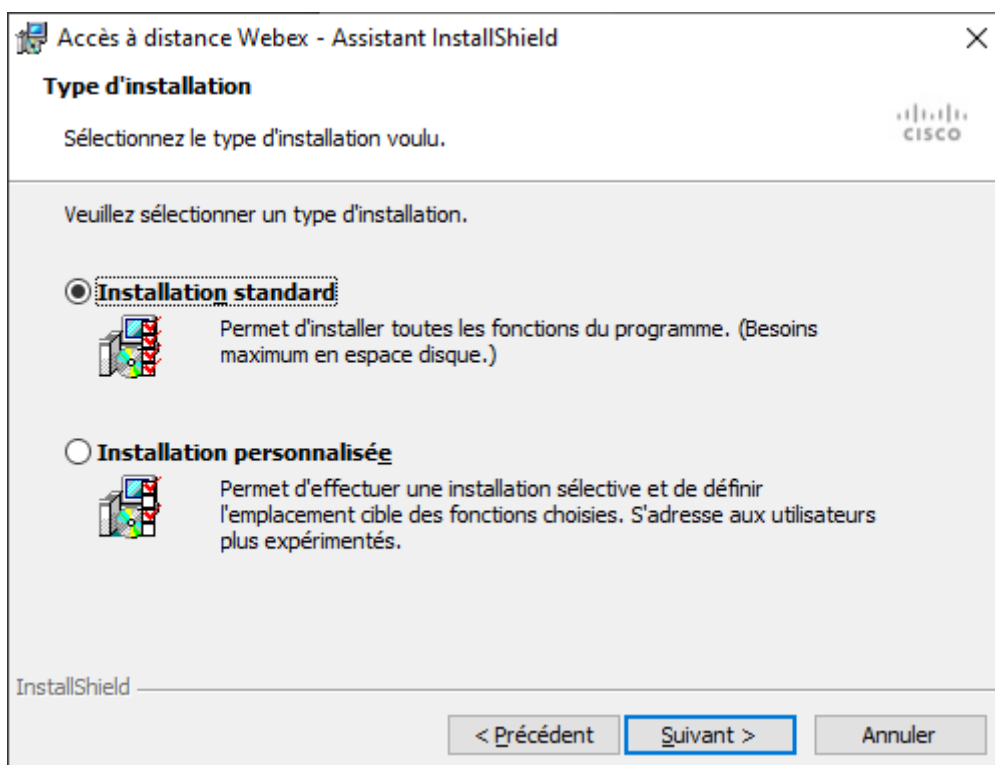 Accès à distance Webex - Assistant InstallShield
Type d'installation
Sélectionnez le type d'installation voulu.
CISCO
Veuillez sélectionner un type d'installation.
Installation standard
Permet d'installer toutes les fonctions du programme. (Besoins
maximum en espace disque.)
Installation personnalisée
Permet d'effectuer une installation sélective et de définir
l'emplacement cible des fonctions choisies. S'adresse aux utilisateurs
plus expérimentés.
InstallShield
< Précédent
Suivant >
Annuler